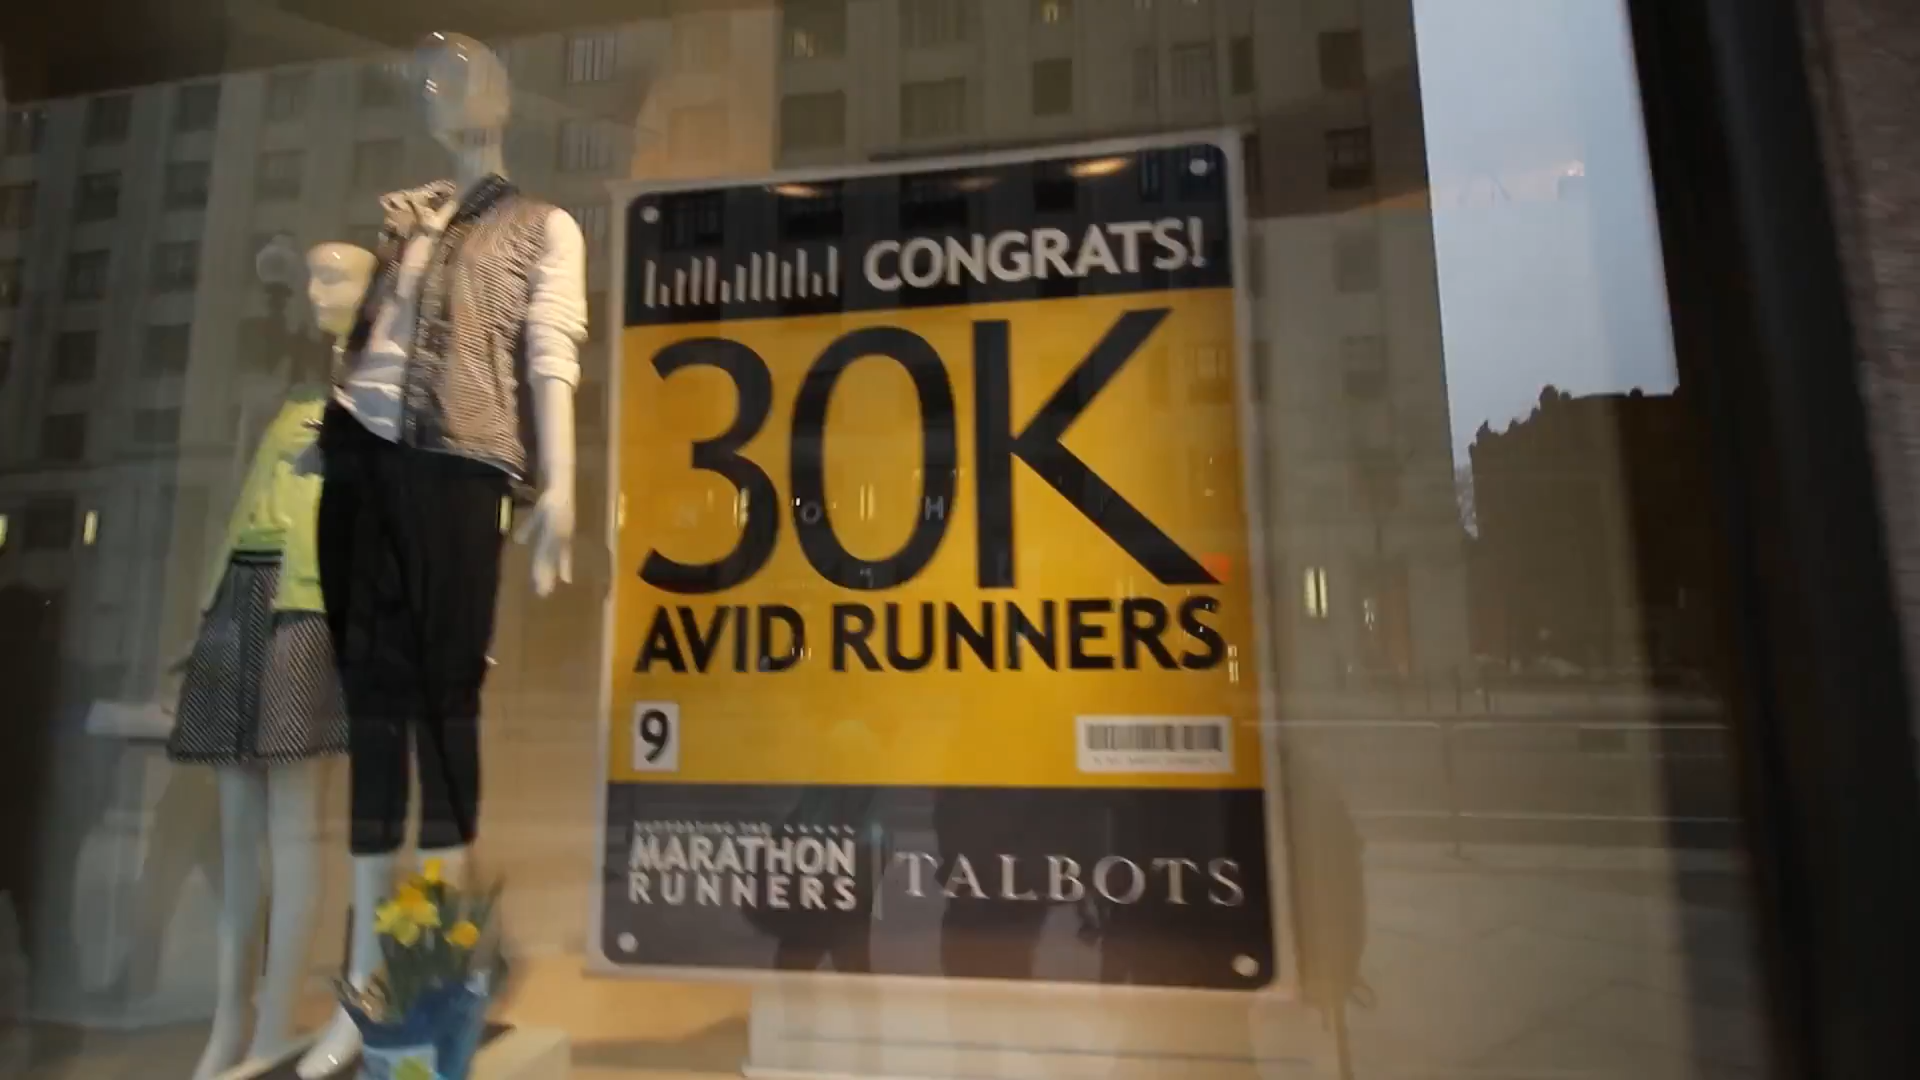 CONGRATS!
30K
AVID RUNNERS
9
MARATHON
RUNNERS
TALBOTS